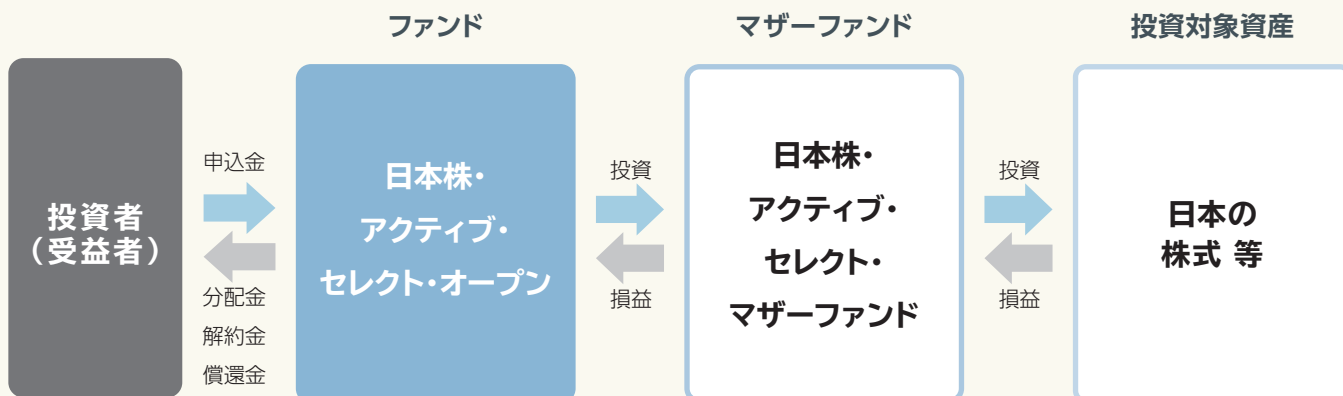 ファンド
マザーファンド
投資対象資産
投資者
（受益者）
申込金
分配金
解約金
償還金
日本株・
アクティブ・
セレクト・オープン
投資
損益
日本株・
アクティブ・
セレクト・
マザーファンド
投資
損益
日本の
株式 等